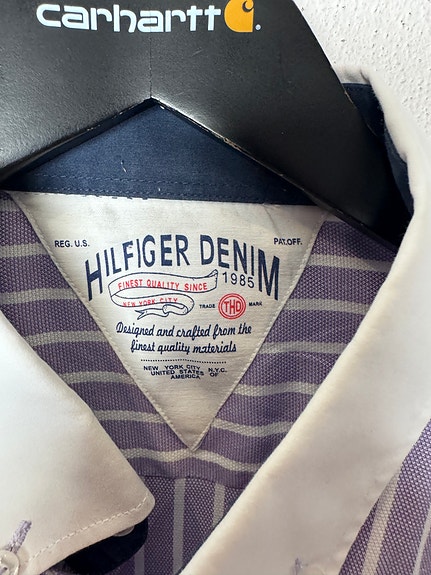 carhartt
REG. U.S. PAT.OFF.
HILFIGER DENIM
FINEST QUALITY SINCE 1985
NEW YORK CITY
TRADE THD MARK
Designed and crafted from the
finest quality materials
NEW YORK CITY N.Y.C.
UNITED STATES OF
AMERICA